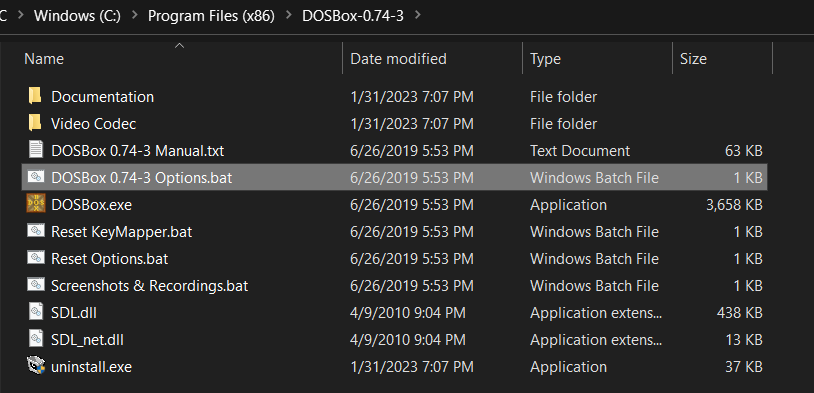 C > Windows (C:) > Program Files (x86) > DOSBox-0.74-3 >
Name Date modified Type Size
Documentation 1/31/2023 7:07 PM File folder
Video Codec 1/31/2023 7:07 PM File folder
DOSBox 0.74-3 Manual.txt 6/26/2019 5:53 PM Text Document 63 KB
DOSBox 0.74-3 Options.bat 6/26/2019 5:53 PM Windows Batch File 1 KB
DOSBox.exe 6/26/2019 5:53 PM Application 3,658 KB
Reset KeyMapper.bat 6/26/2019 5:53 PM Windows Batch File 1 KB
Reset Options.bat 6/26/2019 5:53 PM Windows Batch File 1 KB
Screenshots & Recordings.bat 6/26/2019 5:53 PM Windows Batch File 1 KB
SDL.dll 4/9/2010 9:04 PM Application extens... 438 KB
SDL_net.dll 4/9/2010 9:04 PM Application extens... 13 KB
uninstall.exe 1/31/2023 7:07 PM Application 37 KB